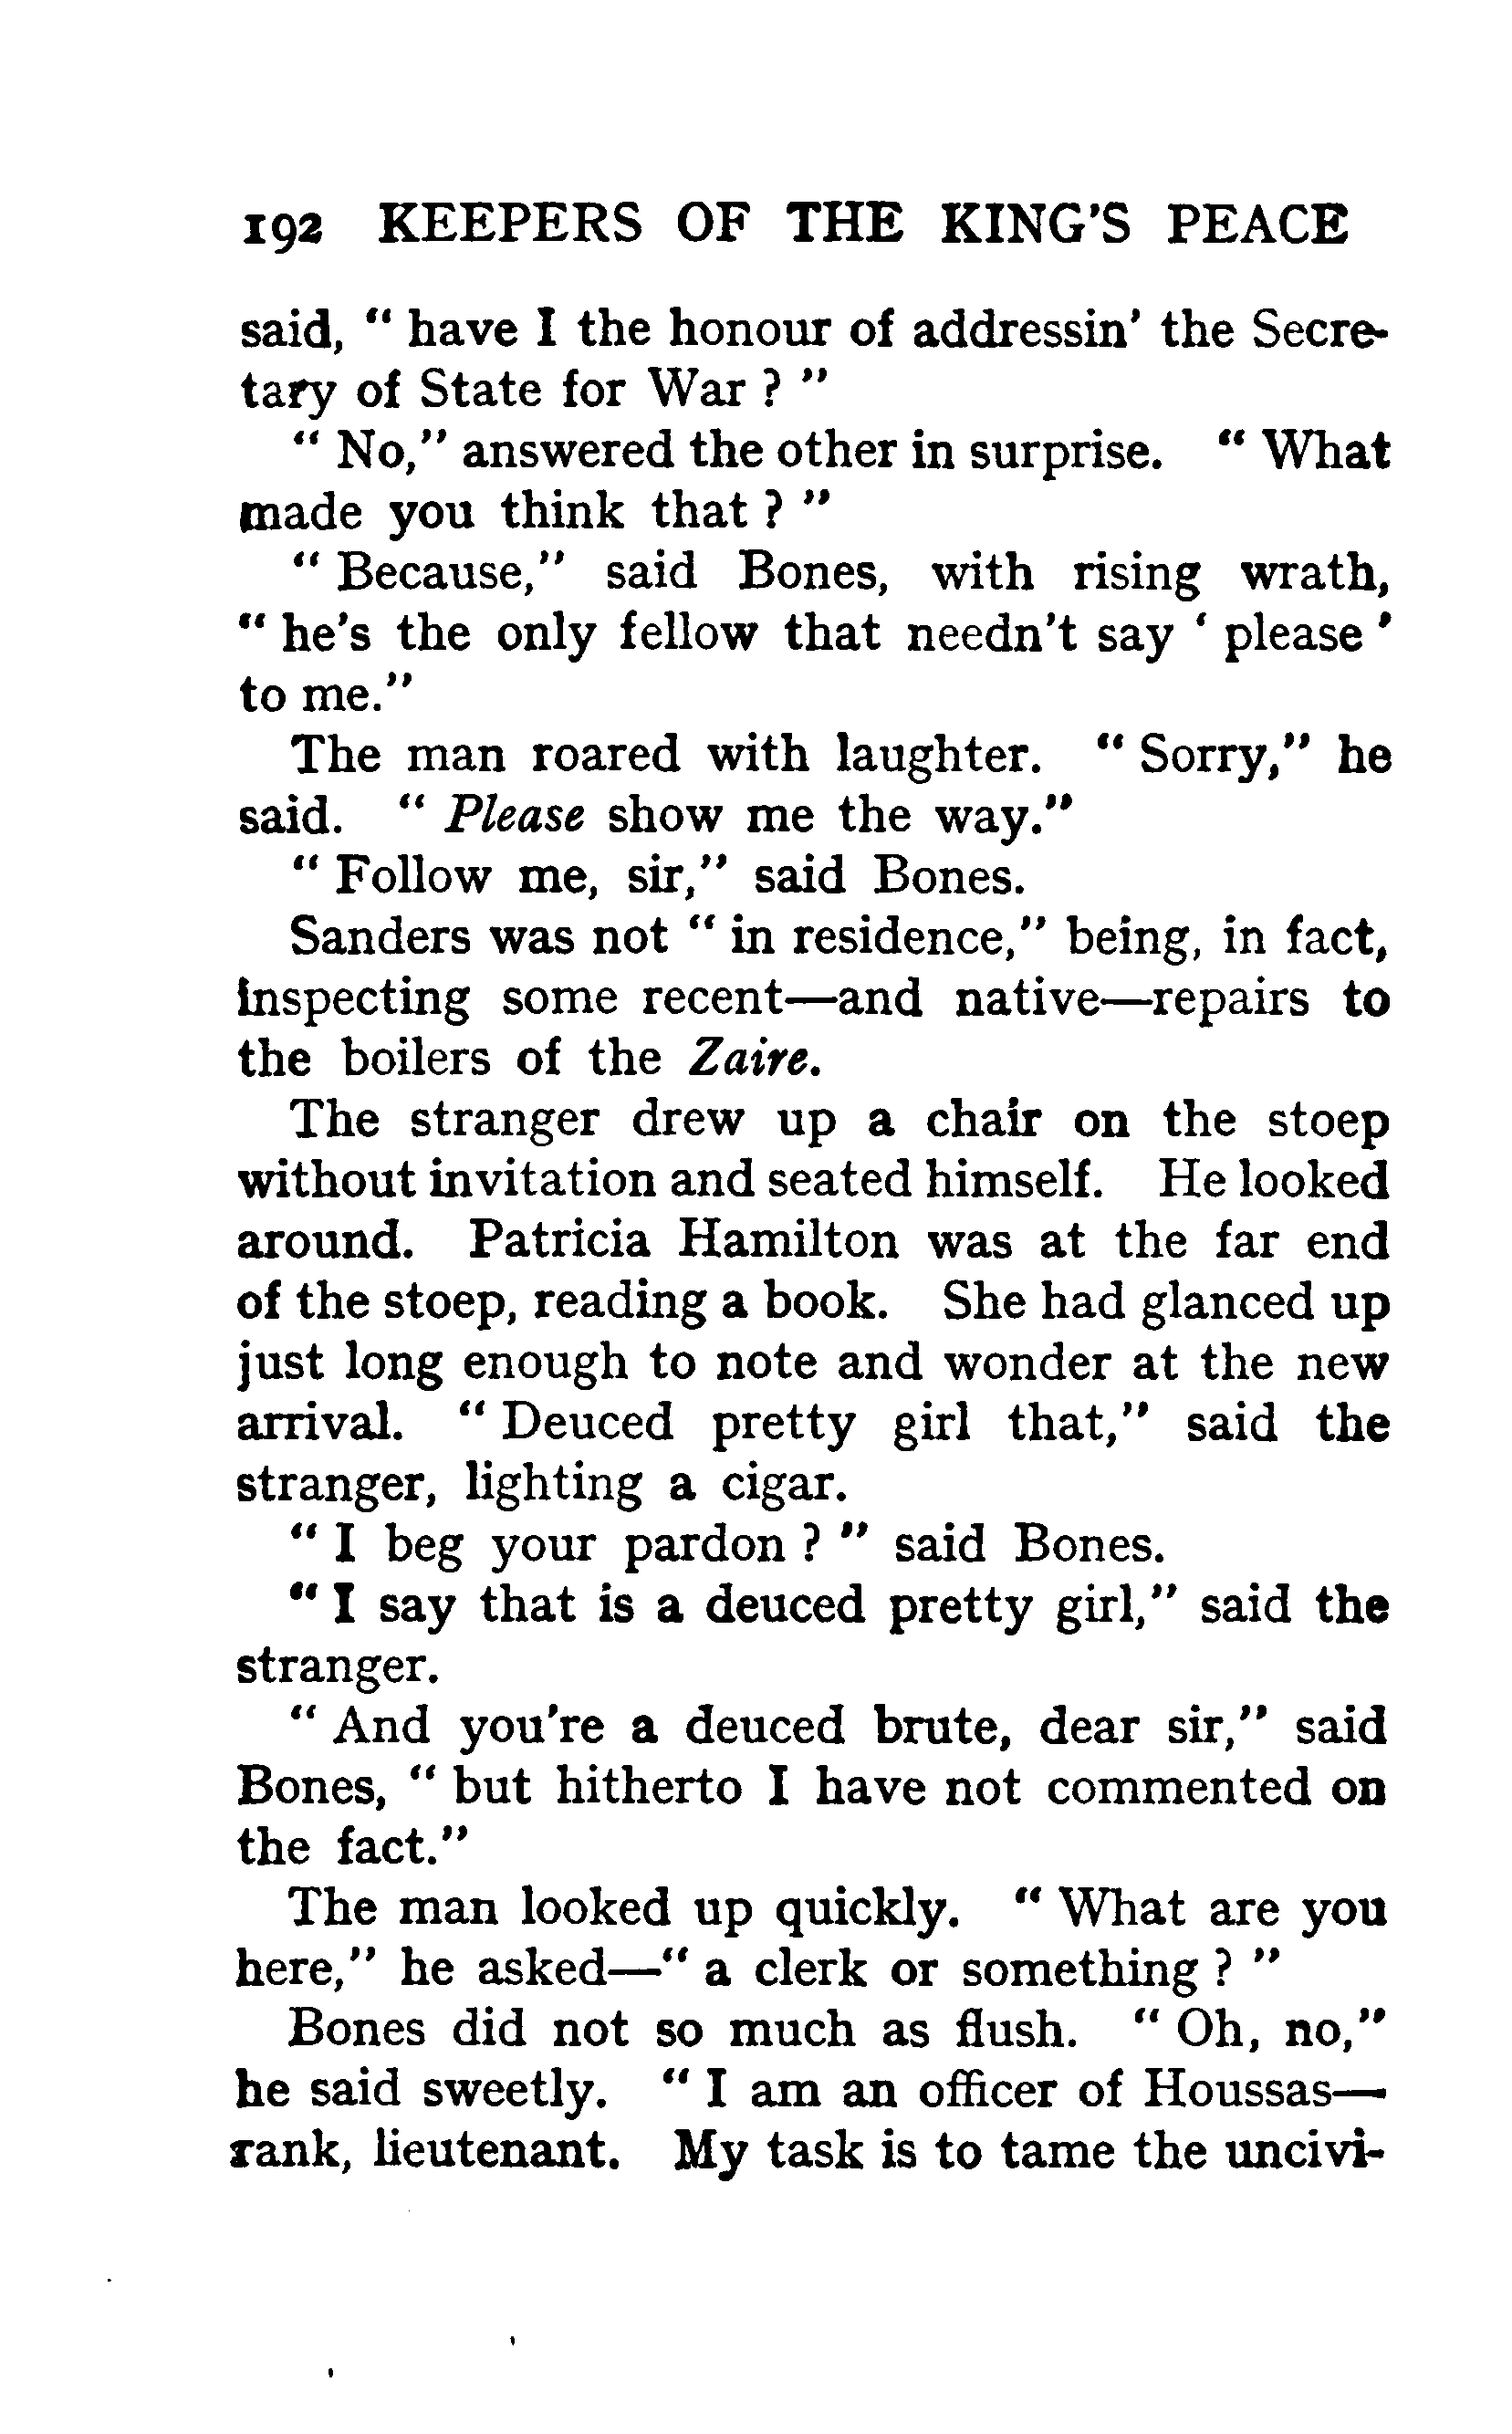 192 KEEPERS OF THE KING'S PEACE
said, " have I the honour of addressin' the Secre-
tary of State for War ? "
" No," answered the other in surprise. " What
made you think that ? "
" Because," said Bones, with rising wrath,
" he's the only fellow that needn't say ' please '
to me."
The man roared with laughter. " Sorry," he
said. " Please show me the way."
" Follow me, sir," said Bones.
Sanders was not " in residence," being, in fact,
inspecting some recent—and native—repairs to
the boilers of the Zaire.
The stranger drew up a chair on the stoep
without invitation and seated himself. He looked
around. Patricia Hamilton was at the far end
of the stoep, reading a book. She had glanced up
just long enough to note and wonder at the new
arrival. " Deuced pretty girl that," said the
stranger, lighting a cigar.
" I beg your pardon ? " said Bones.
" I say that is a deuced pretty girl," said the
stranger.
" And you're a deuced brute, dear sir," said
Bones, " but hitherto I have not commented on
the fact."
The man looked up quickly. " What are you
here," he asked—" a clerk or something ? "
Bones did not so much as flush. " Oh, no,"
he said sweetly. " I am an officer of Houssas—
rank, lieutenant. My task is to tame the uncivi-